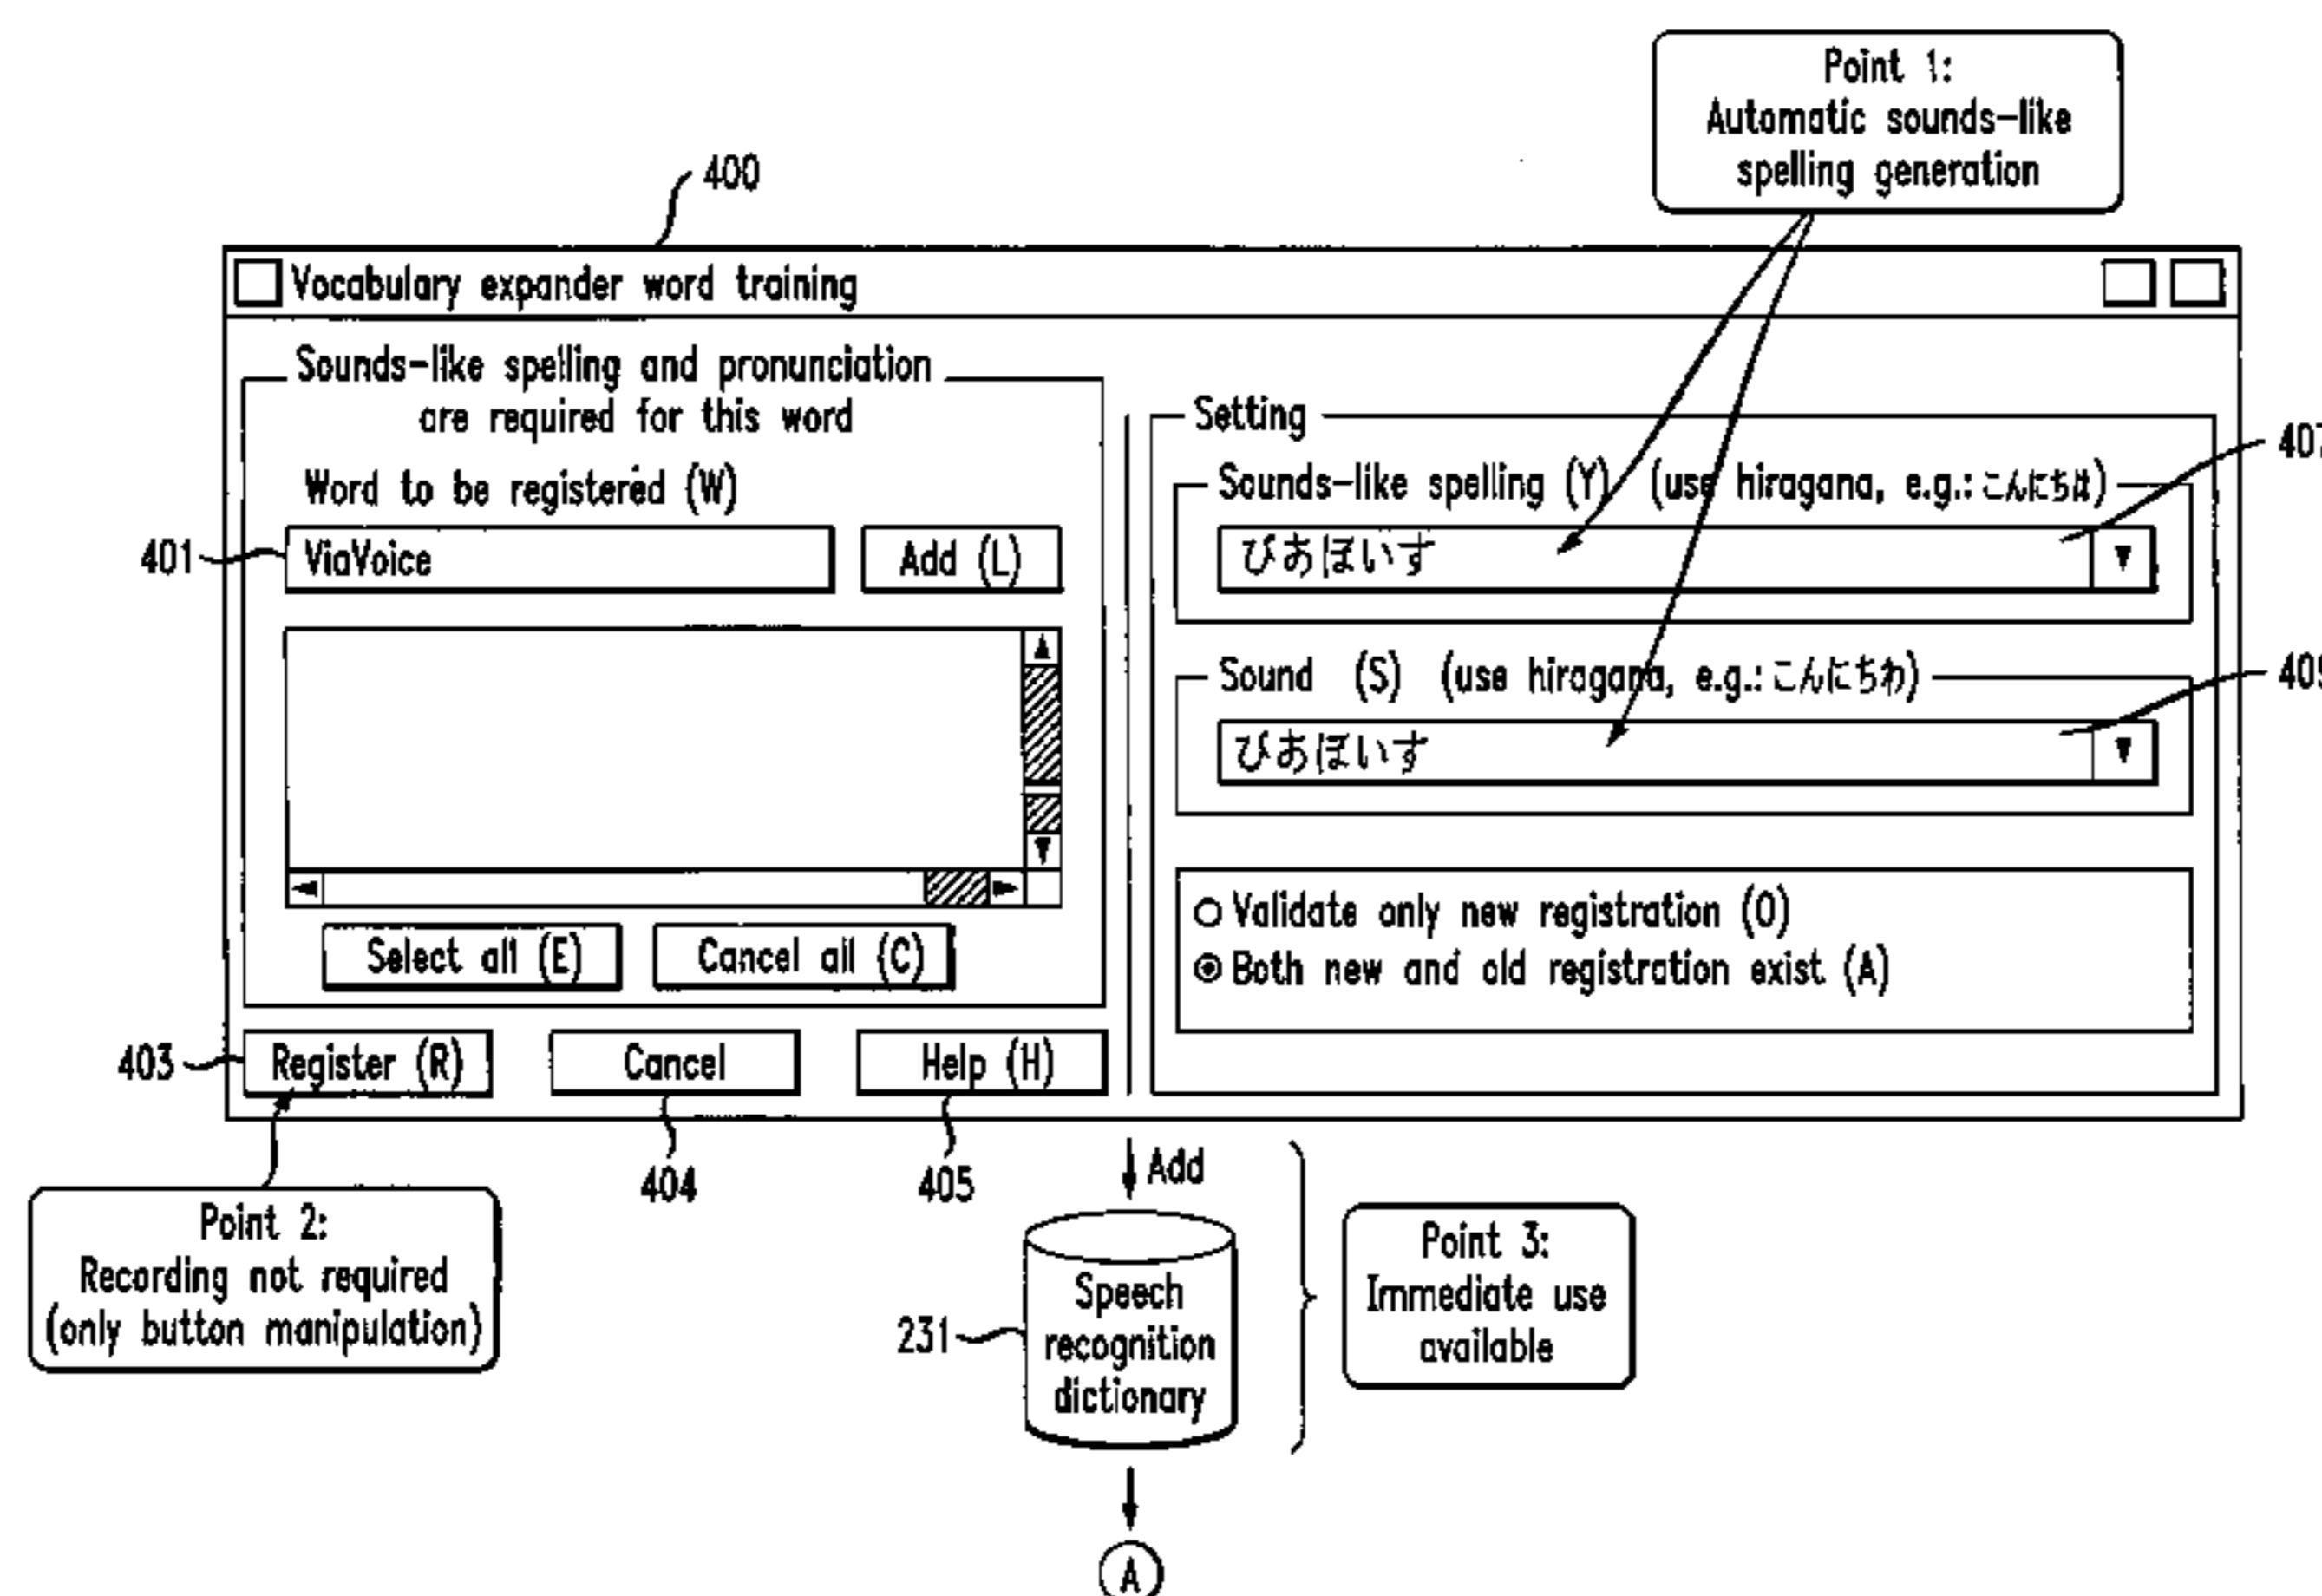 Point 1:
Automatic sounds-like
spelling generation
400
Vocabulary expander word training
Sounds-like spelling and pronunciation
are required for this word
Word to be registered (W)
401
ViaVoice
Add (L)
Select all (E)
Cancel all (C)
403
Register (R)
Cancel
Help (H)
404
405
Setting
407
Sounds-like spelling (Y) (use hiragana, e.g.: こんにちは)
びあぼいす
Sound (S) (use hiragana, e.g.: こんにちわ)
409
びあぼいす
Validate only new registration (O)
Both new and old registration exist (A)
Point 2:
Recording not required
(only button manipulation)
Add
231
Speech
recognition
dictionary
Point 3:
Immediate use
available
A